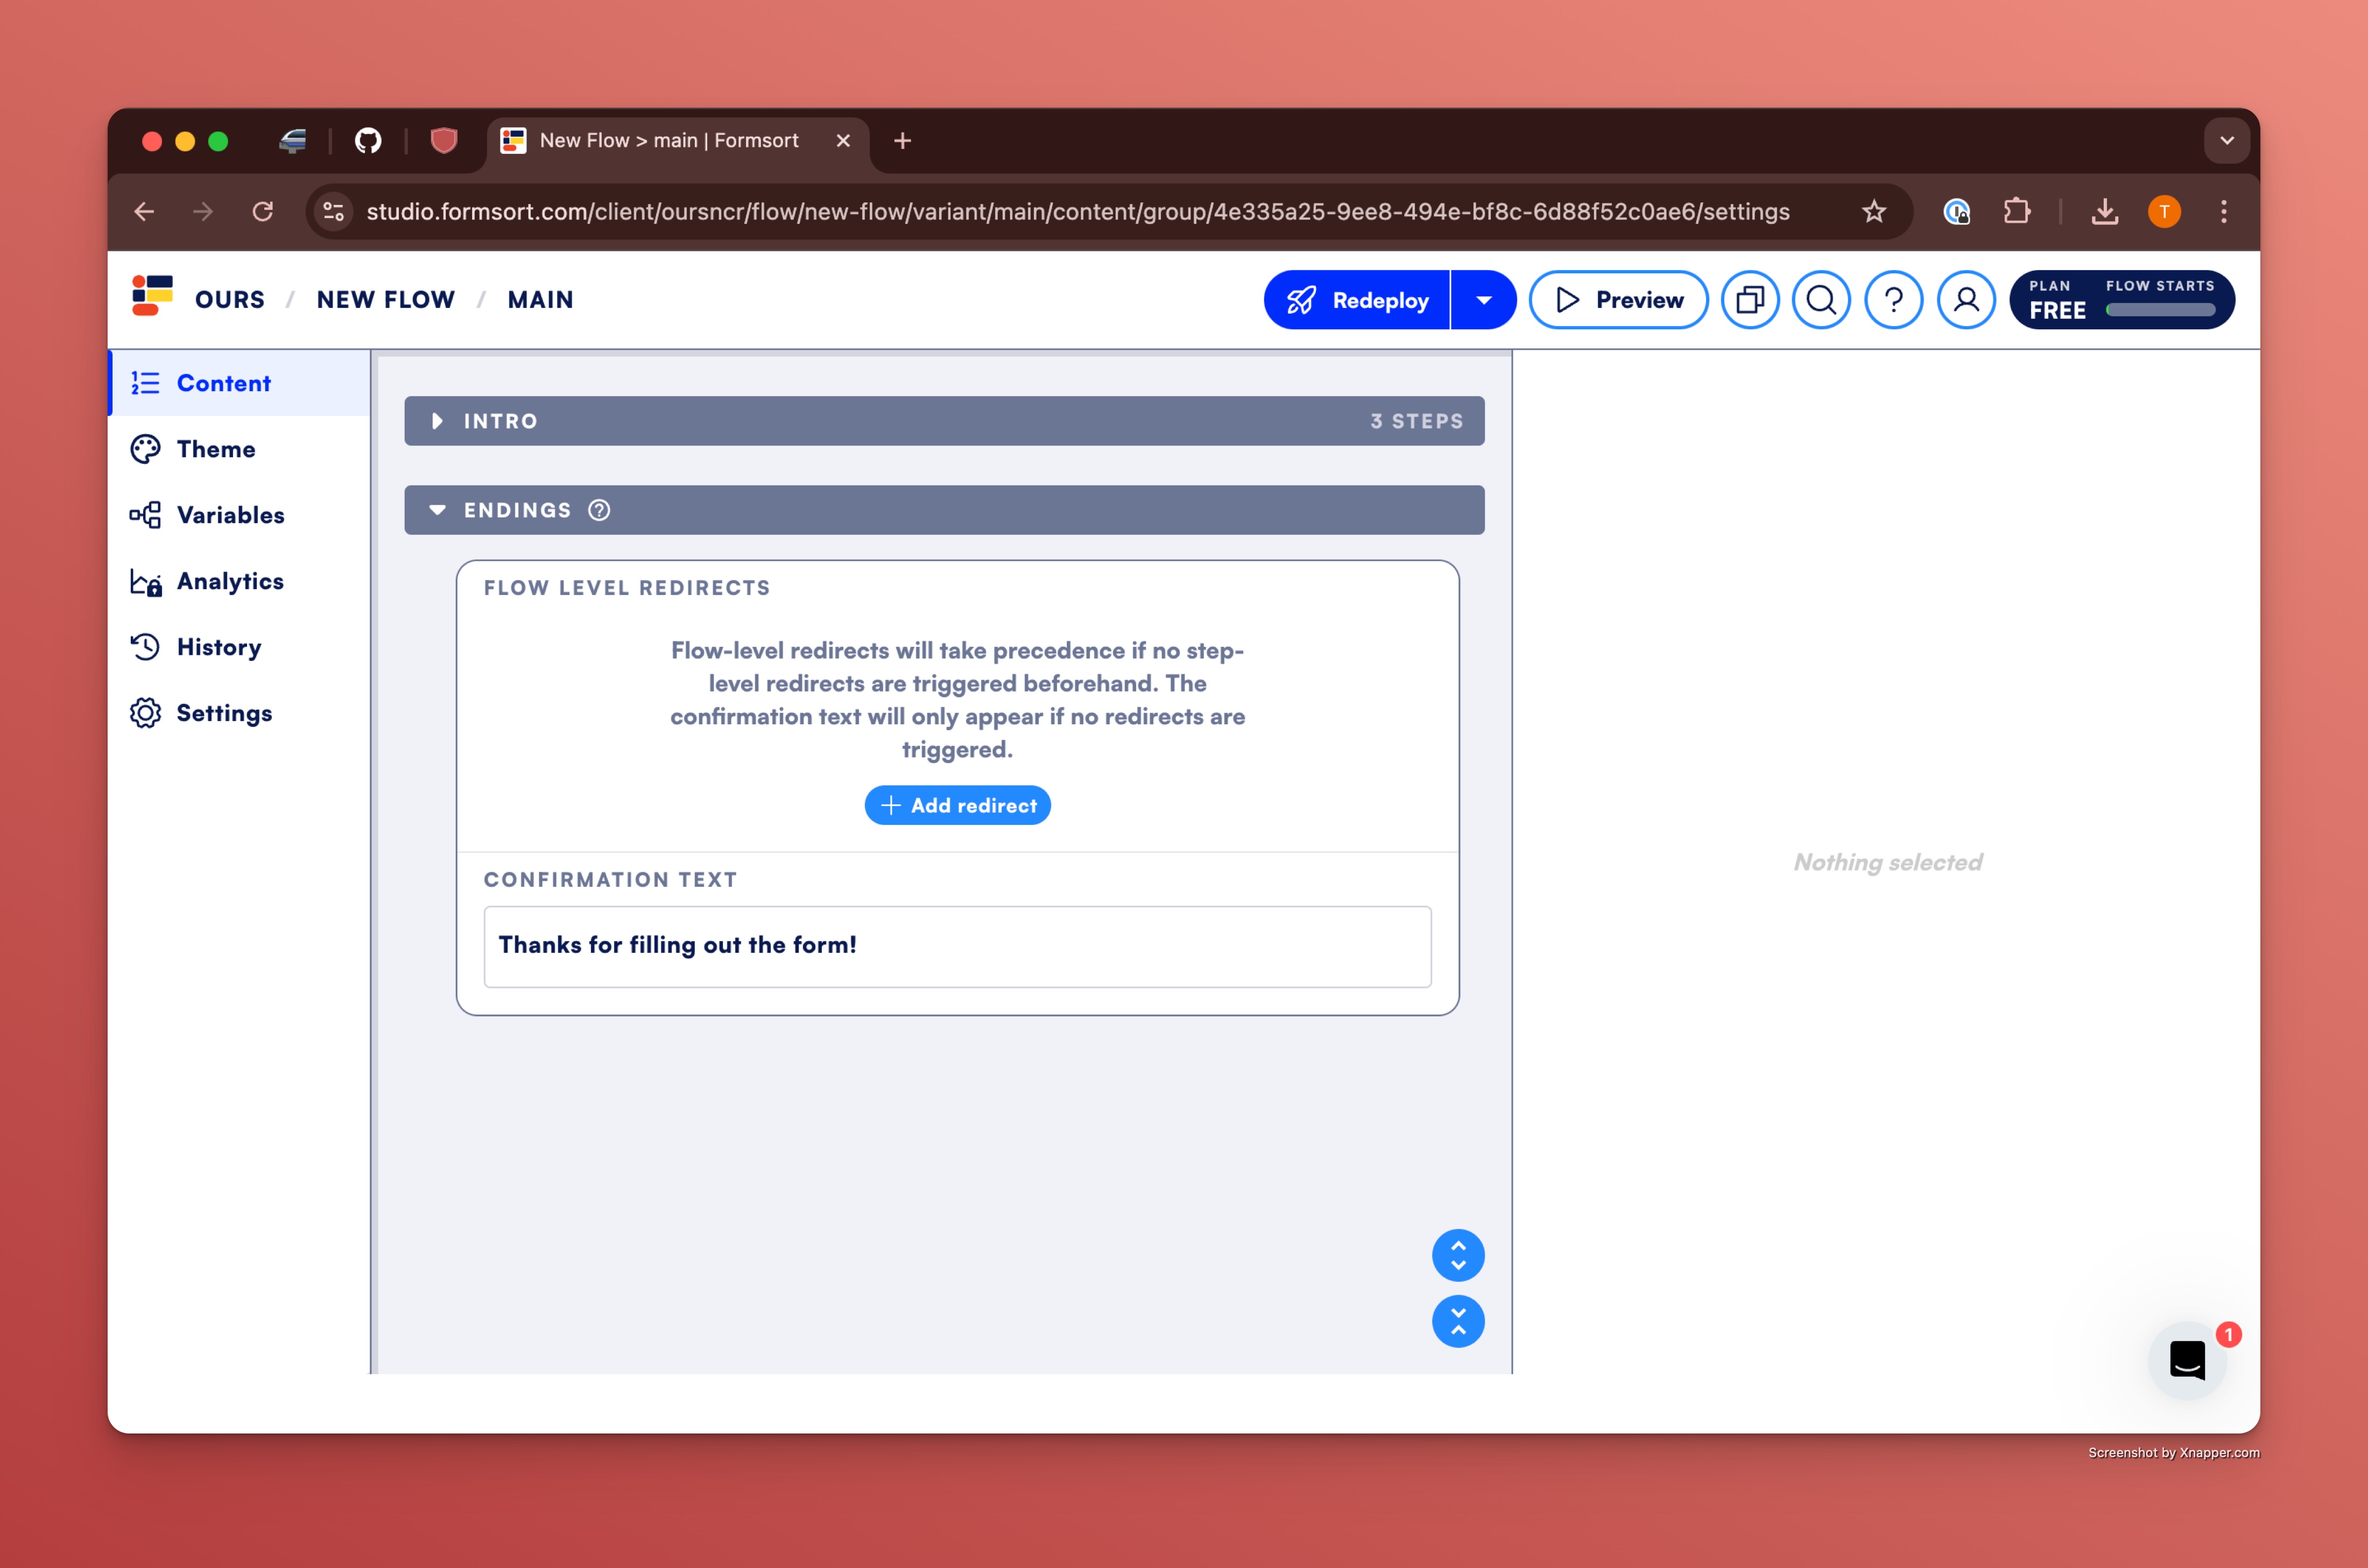 New Flow > main | Formsort
studio.formsort.com/client/oursncr/flow/new-flow/variant/main/content/group/4e335a25-9ee8-494e-bf8c-6d88f52c0ae6/settings
T
OURS / NEW FLOW / MAIN
Redeploy
Preview
PLAN
FREE
FLOW STARTS
Content
Theme
Variables
Analytics
History
Settings
INTRO
3 STEPS
ENDINGS
FLOW LEVEL REDIRECTS
Flow-level redirects will take precedence if no step-
level redirects are triggered beforehand. The
confirmation text will only appear if no redirects are
triggered.
Add redirect
CONFIRMATION TEXT
Thanks for filling out the form!
Nothing selected
1
Screenshot by Xnapper.com